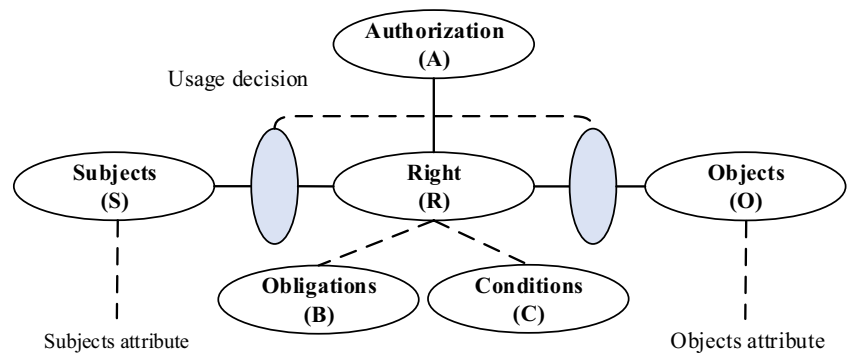 Authorization
(A)
Usage decision
Subjects
(S)
Right
(R)
Objects
(O)
Obligations
(B)
Conditions
(C)
Subjects attribute
Objects attribute